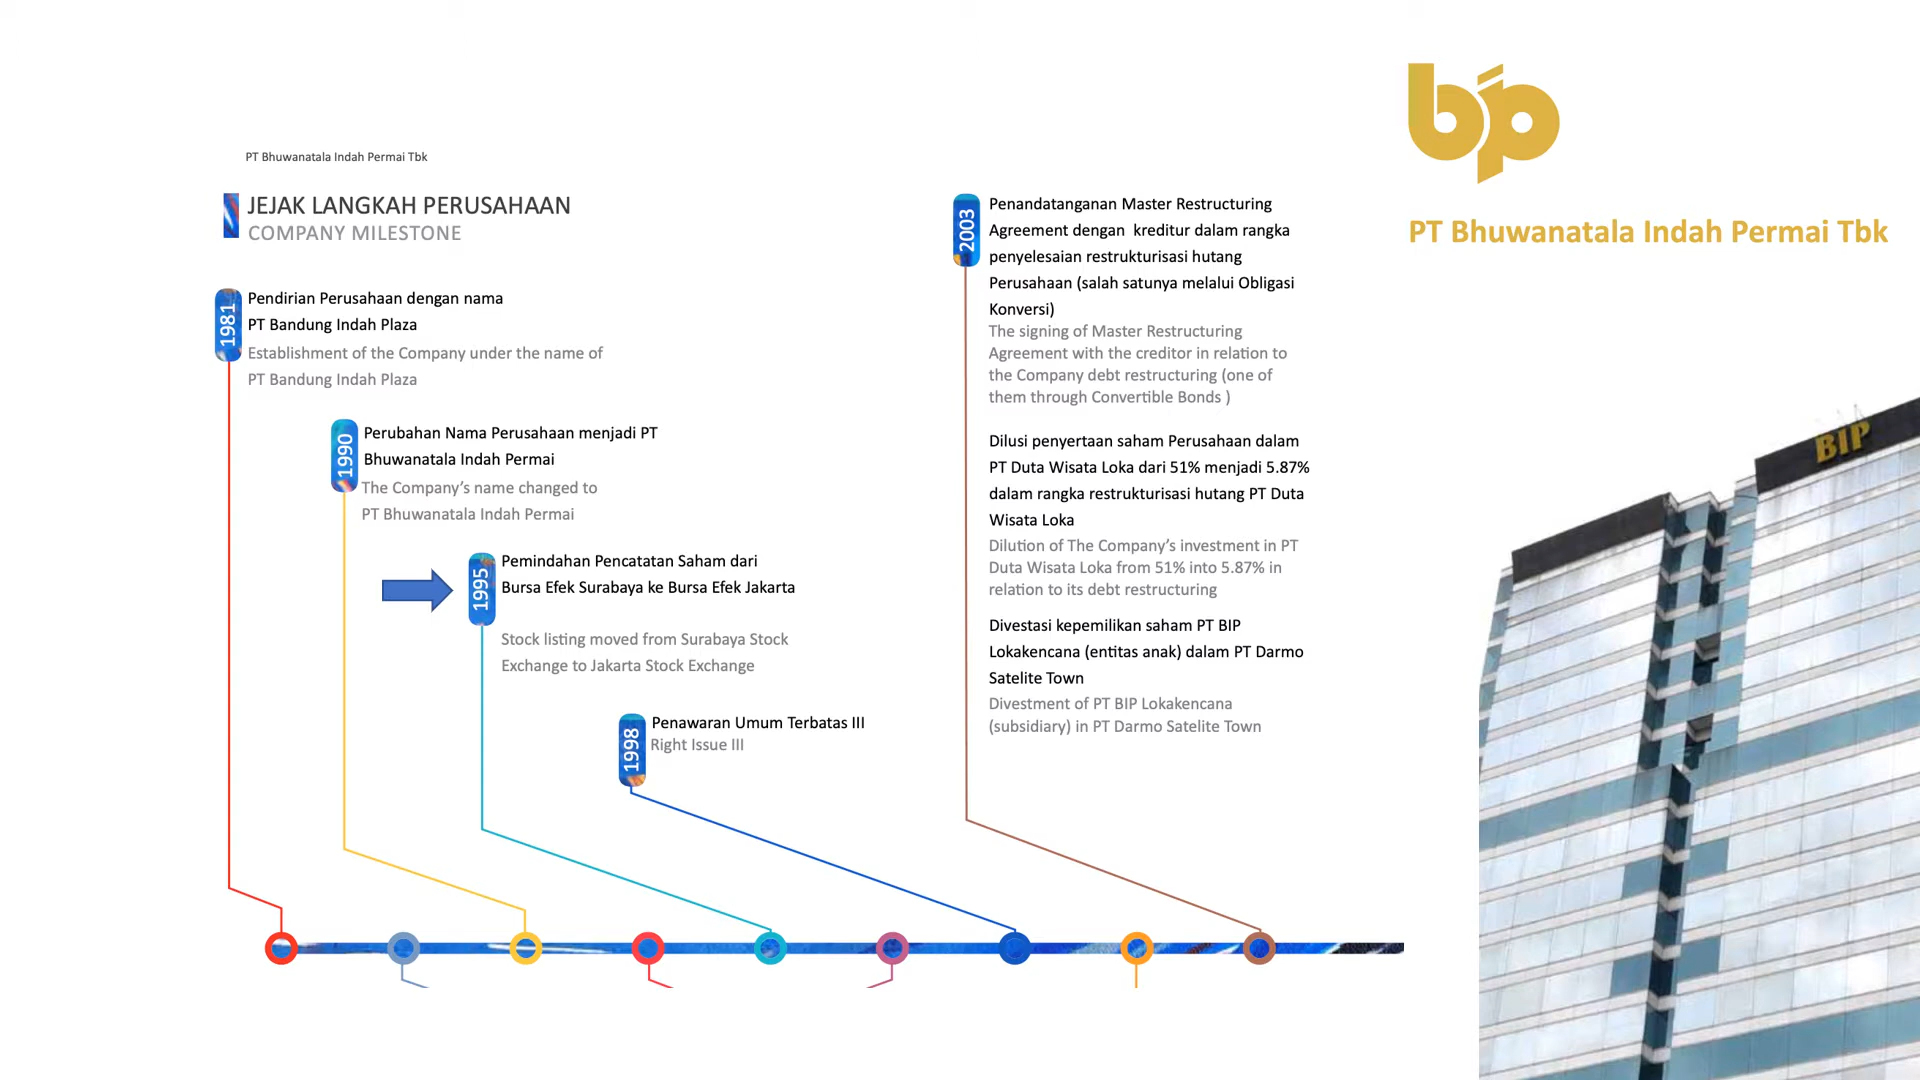 PT Bhuwanatala Indah Permai Tbk
JEJAK LANGKAH PERUSAHAAN
COMPANY MILESTONE
1981
Pendirian Perusahaan dengan nama
PT Bandung Indah Plaza
Establishment of the Company under the name of
PT Bandung Indah Plaza
1990
Perubahan Nama Perusahaan menjadi PT
Bhuwanatala Indah Permai
The Company's name changed to
PT Bhuwanatala Indah Permai
1995
Pemindahan Pencatatan Saham dari
Bursa Efek Surabaya ke Bursa Efek Jakarta
Stock listing moved from Surabaya Stock
Exchange to Jakarta Stock Exchange
1998
Penawaran Umum Terbatas III
Right Issue III
2003
Penandatanganan Master Restructuring
Agreement dengan kreditur dalam rangka
penyelesaian restrukturisasi hutang
Perusahaan (salah satunya melalui Obligasi
Konversi)
The signing of Master Restructuring
Agreement with the creditor in relation to
the Company debt restructuring (one of
them through Convertible Bonds )
Dilusi penyertaan saham Perusahaan dalam
PT Duta Wisata Loka dari 51% menjadi 5.87%
dalam rangka restrukturisasi hutang PT Duta
Wisata Loka
Dilution of The Company's investment in PT
Duta Wisata Loka from 51% into 5.87% in
relation to its debt restructuring
Divestasi kepemilikan saham PT BIP
Lokakencana (entitas anak) dalam PT Darmo
Satelite Town
Divestment of PT BIP Lokakencana
(subsidiary) in PT Darmo Satelite Town
bip
PT Bhuwanatala Indah Permai Tbk
BIP